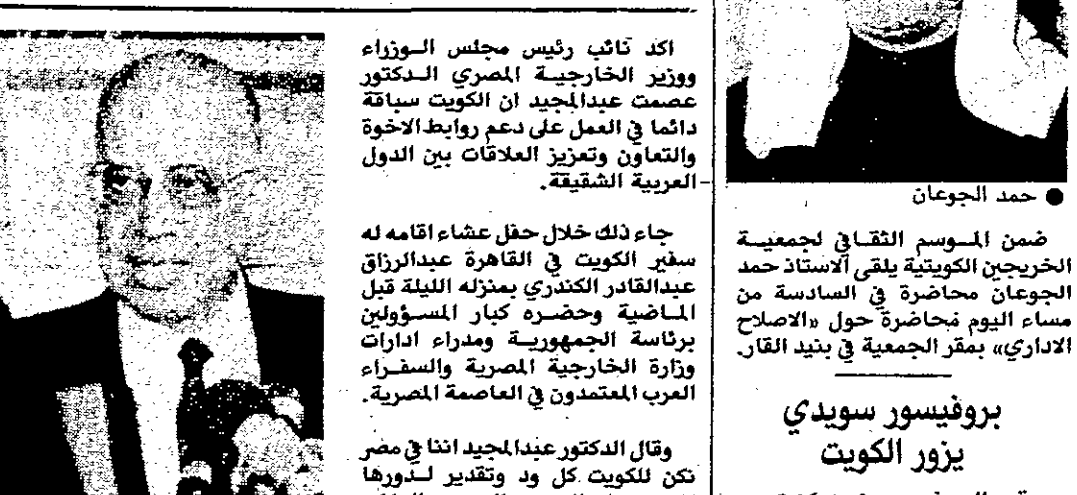 ● حمد الجوعان
ضمن الموسم الثقافي لجمعية
الخريجين الكويتية يلقى الاستاذ حمد
الجوعان محاضرة في السادسة من
مساء اليوم محاضرة حول «الاصلاح
الاداري» بمقر الجمعية في بنيد القار.
بروفيسور سويدي
يزور الكويت
اكد نائب رئيس مجلس الوزراء
ووزير الخارجية المصري الدكتور
عصمت عبدالمجيد ان الكويت سباقة
دائما في العمل على دعم روابط الاخوة
والتعاون وتعزيز العلاقات بين الدول
العربية الشقيقة.
جاء ذلك خلال حفل عشاء اقامه له
سفير الكويت في القاهرة عبدالرزاق
عبدالقادر الكندري بمنزله الليلة قبل
الماضية وحضره كبار المسؤولين
برئاسة الجمهورية ومدراء ادارات
وزارة الخارجية المصرية والسفراء
العرب المعتمدون في العاصمة المصرية.
وقال الدكتور عبدالمجيد اننا في مصر
نكن للكويت كل ود وتقدير لدورها